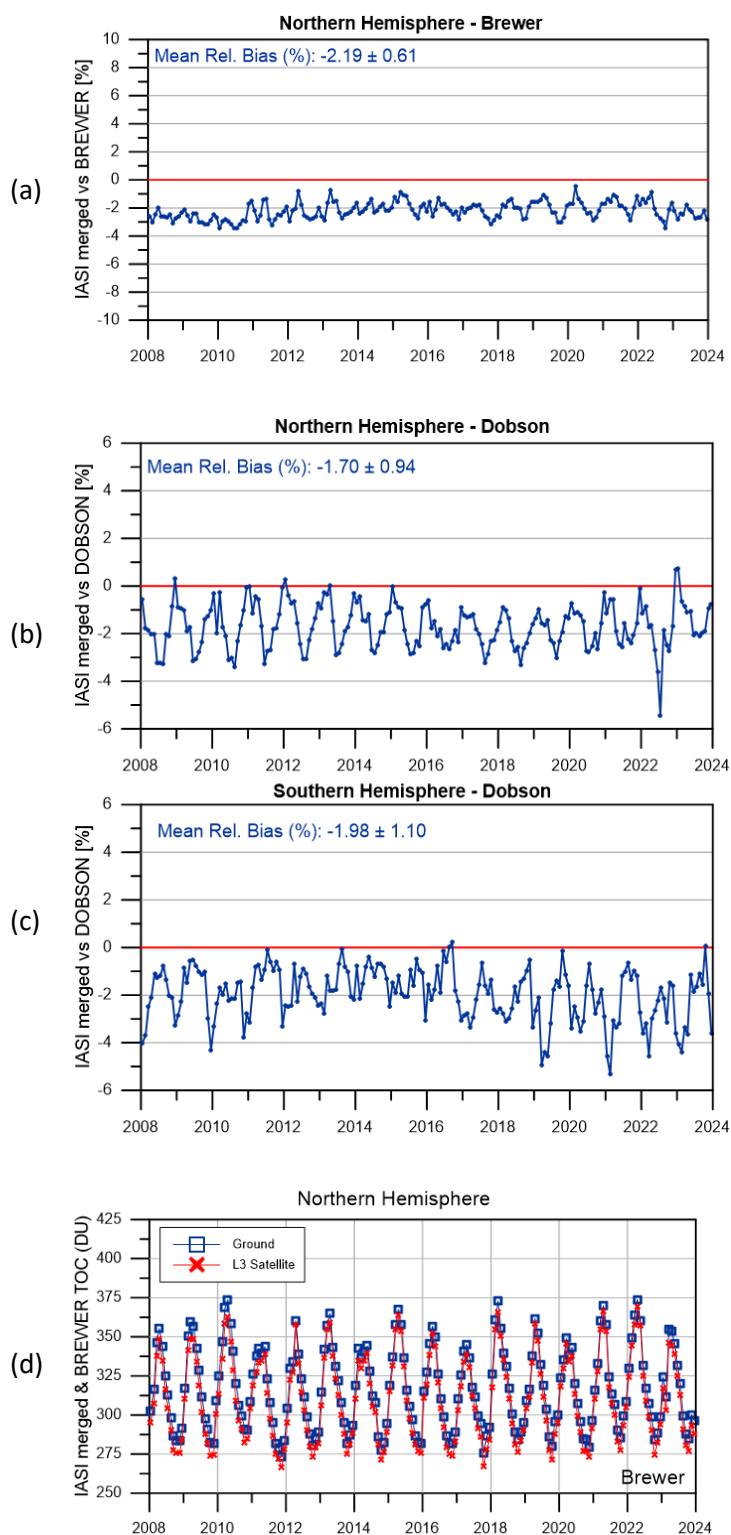 Northern Hemisphere - Brewer
Mean Rel. Bias (%): -2.19 ± 0.61
IASI merged vs BREWER [%]
10
8
6
4
2
0
-2
-4
-6
-8
-10
2008 2010 2012 2014 2016 2018 2020 2022 2024
(a)
Northern Hemisphere - Dobson
Mean Rel. Bias (%): -1.70 ± 0.94
IASI merged vs DOBSON [%]
6
4
2
0
-2
-4
-6
2008 2010 2012 2014 2016 2018 2020 2022 2024
(b)
Southern Hemisphere - Dobson
Mean Rel. Bias (%): -1.98 ± 1.10
IASI merged vs DOBSON [%]
6
4
2
0
-2
-4
-6
2008 2010 2012 2014 2016 2018 2020 2022 2024
(c)
Northern Hemisphere
Ground
L3 Satellite
IASI merged & BREWER TOC (DU)
425
400
375
350
325
300
275
250
Brewer
2008 2010 2012 2014 2016 2018 2020 2022 2024
(d)